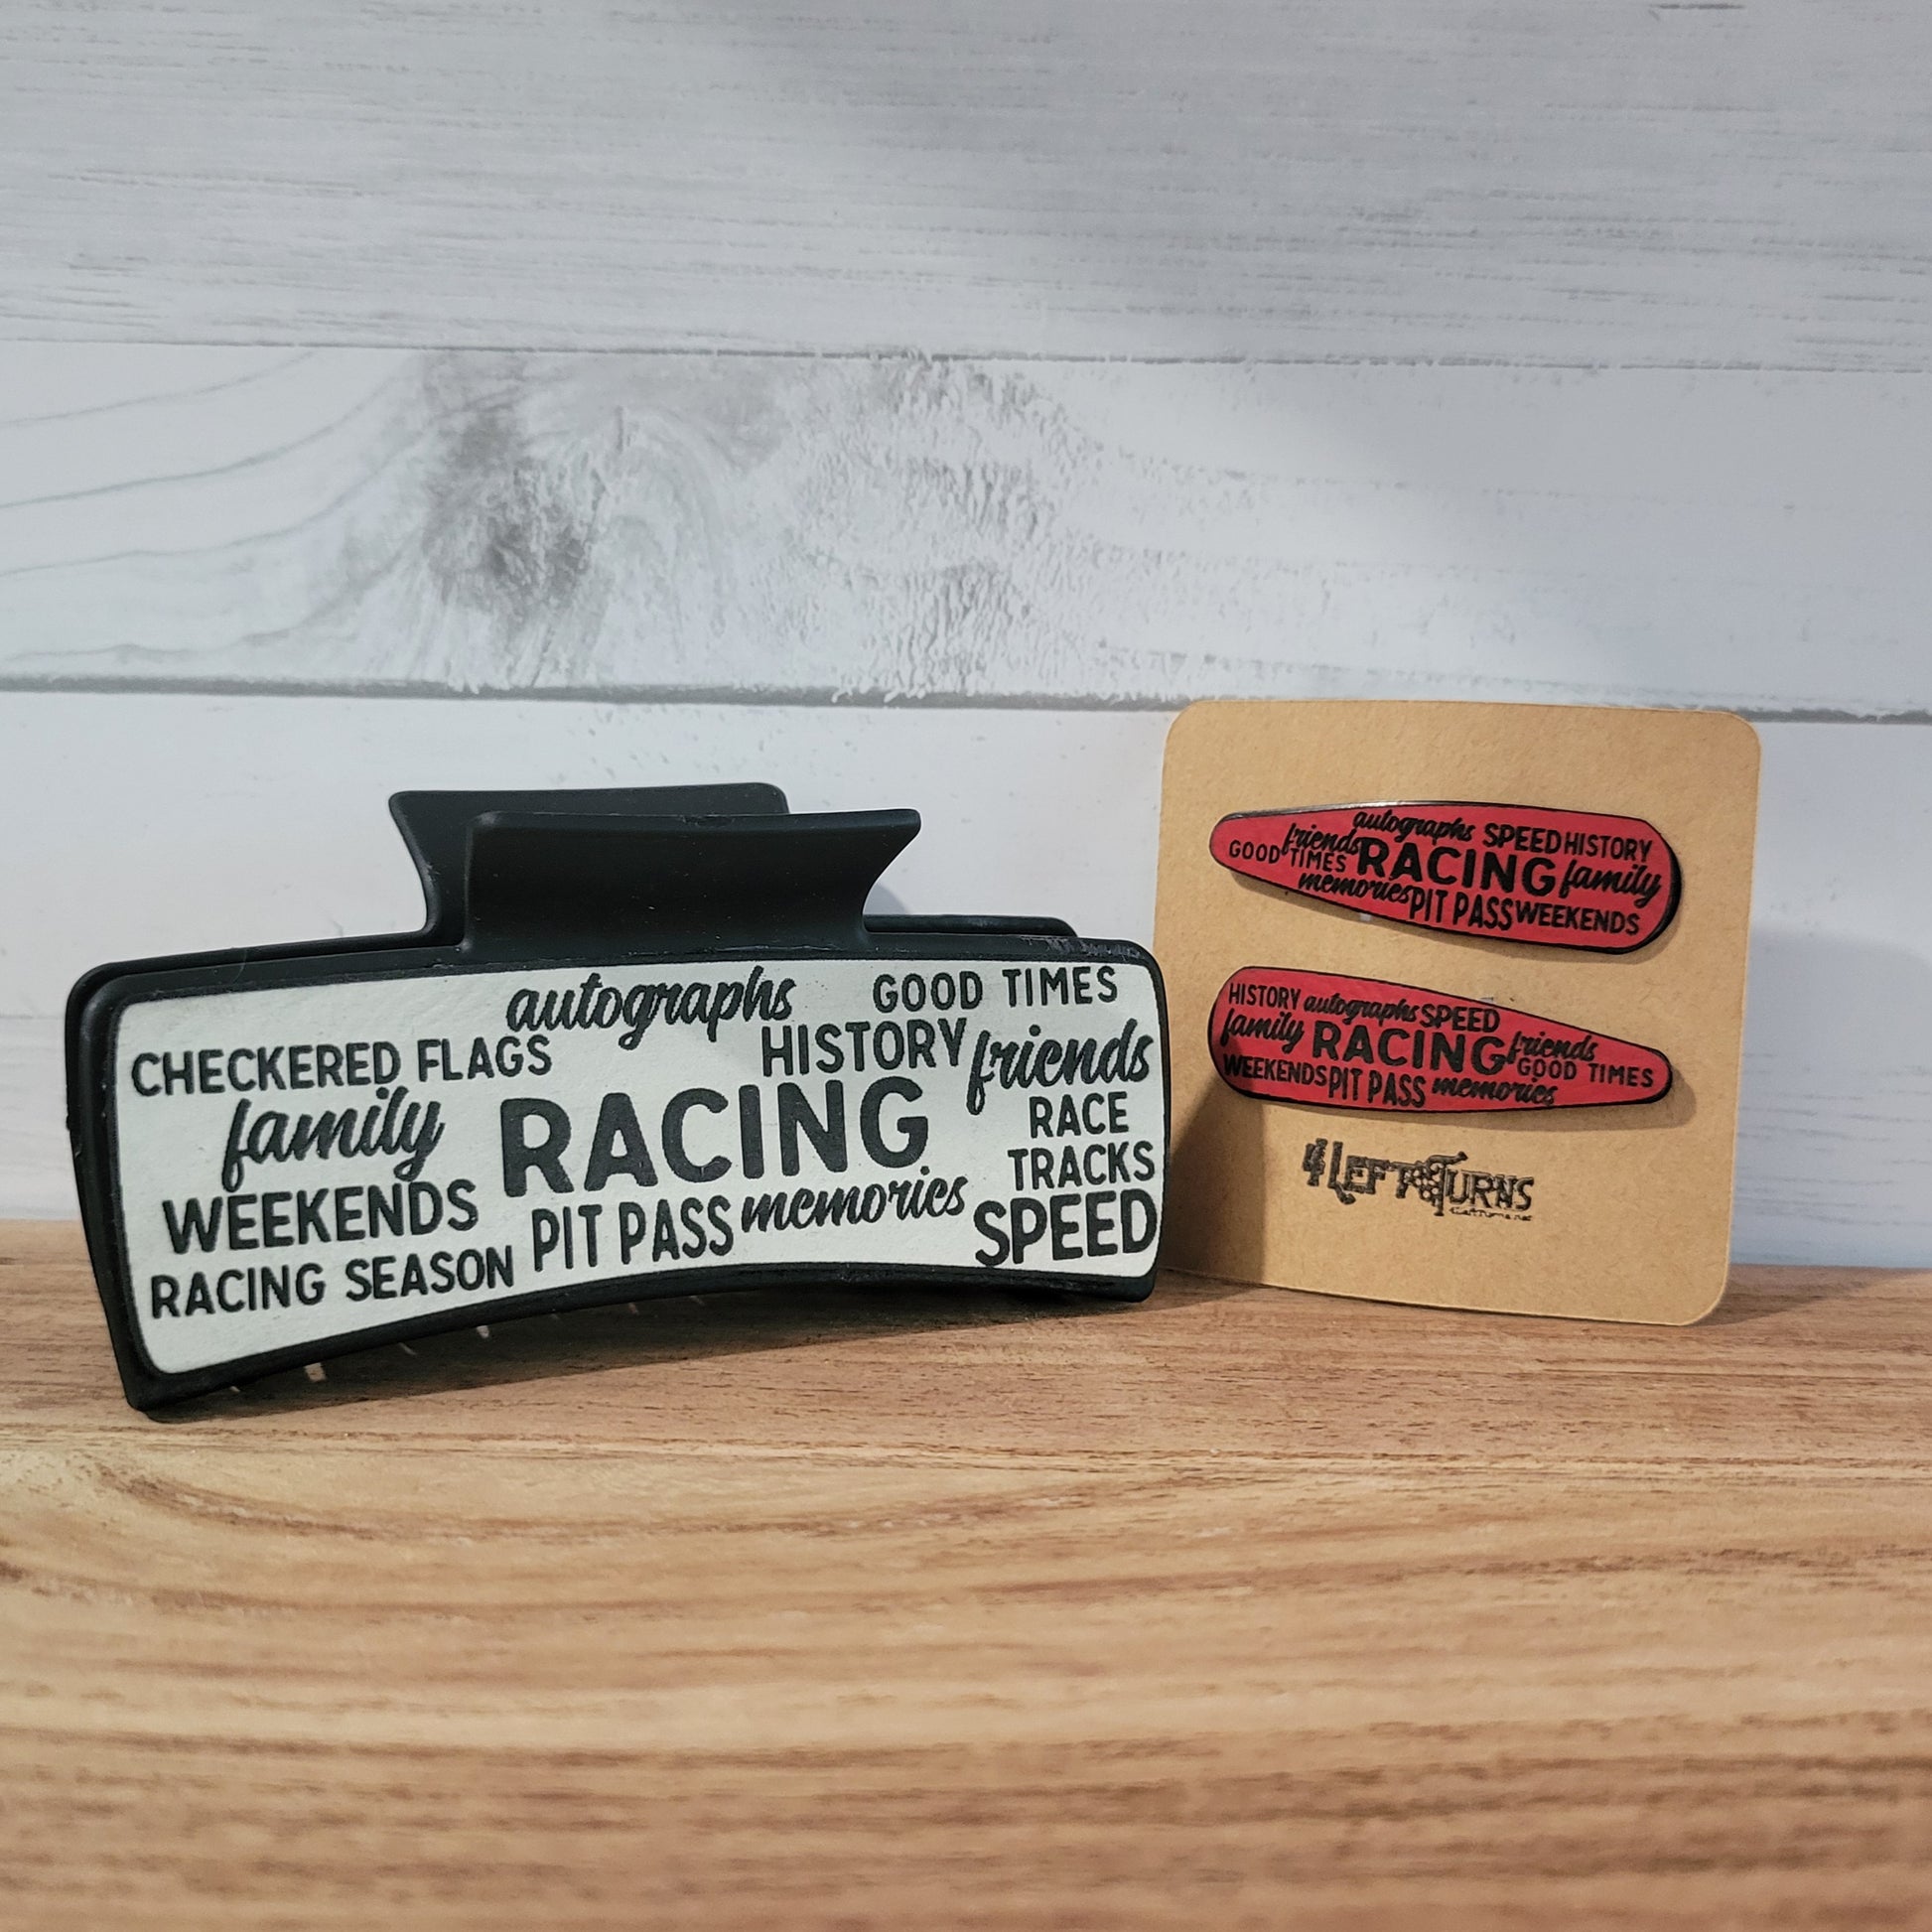 autographs GOOD TIMES
CHECKERED FLAGS HISTORY friends
family RACING RACE
TRACKS
WEEKENDS PIT PASS memories SPEED
RACING SEASON
autographs SPEED HISTORY
friends
GOOD TIMES RACING family
memories PIT PASS WEEKENDS
HISTORY autographs SPEED
family RACING friends
GOOD TIMES
WEEKENDS PIT PASS memories
4 LEFT TURNS